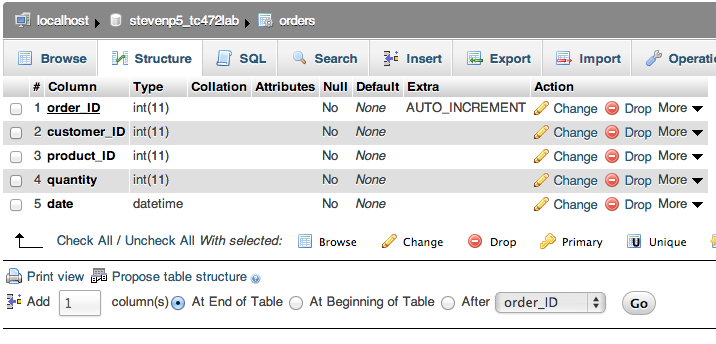 localhost stevenp5_tc472lab orders
Browse Structure SQL Search Insert Export Import Operatio
# Column Type Collation Attributes Null Default Extra Action
1 order_ID int(11) No None AUTO_INCREMENT Change Drop More
2 customer_ID int(11) No None Change Drop More
3 product_ID int(11) No None Change Drop More
4 quantity int(11) No None Change Drop More
5 date datetime No None Change Drop More
Check All / Uncheck All With selected: Browse Change Drop Primary Unique
Print view Propose table structure
Add 1 column(s) At End of Table At Beginning of Table After order_ID Go